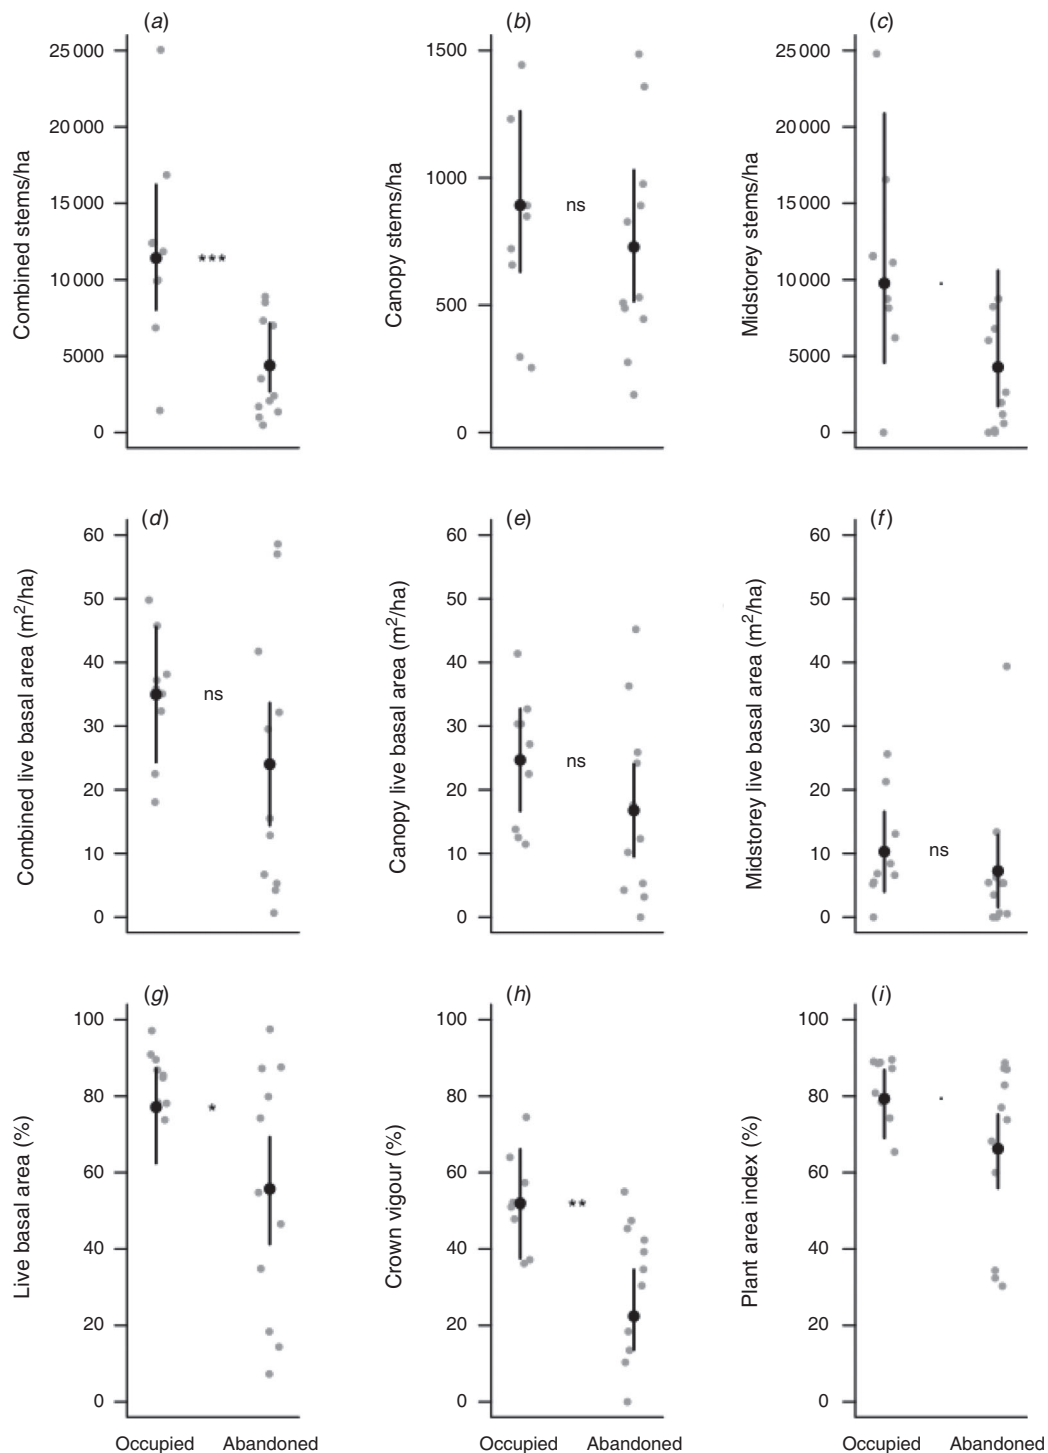 (a)
Combined stems/ha
25 000
20 000
15 000
10 000
5000
0
***
(b)
Canopy stems/ha
1500
1000
500
0
ns
(c)
Midstorey stems/ha
25 000
20 000
15 000
10 000
5000
0
.
(d)
Combined live basal area (m²/ha)
60
50
40
30
20
10
0
ns
(e)
Canopy live basal area (m²/ha)
60
50
40
30
20
10
0
ns
(f)
Midstorey live basal area (m²/ha)
60
50
40
30
20
10
0
ns
(g)
Live basal area (%)
100
80
60
40
20
0
*
Occupied Abandoned
(h)
Crown vigour (%)
100
80
60
40
20
0
**
Occupied Abandoned
(i)
Plant area index (%)
100
80
60
40
20
0
.
Occupied Abandoned